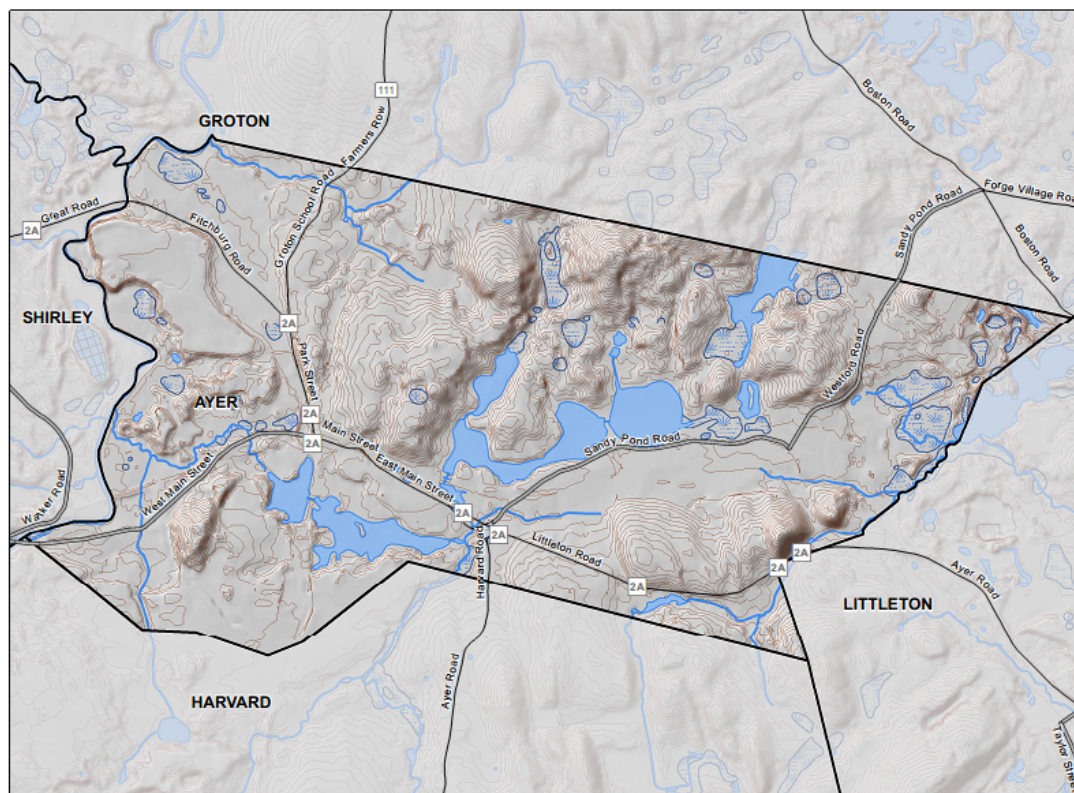 111
GROTON
Farmers Row
Boston Road
Groton School Road
Sandy Pond Road
Forge Village Roa
Great Road
2A
Fitchburg Road
Boston Road
SHIRLEY
2A
Park Street
Westford Road
AYER
2A
Main Street
2A
Sandy Pond Road
East Main Street
West Main Street
Walker Road
2A
2A
Littleton Road
Harvard Road
2A
2A
2A
Ayer Road
LITTLETON
HARVARD
Ayer Road
Taylor Street